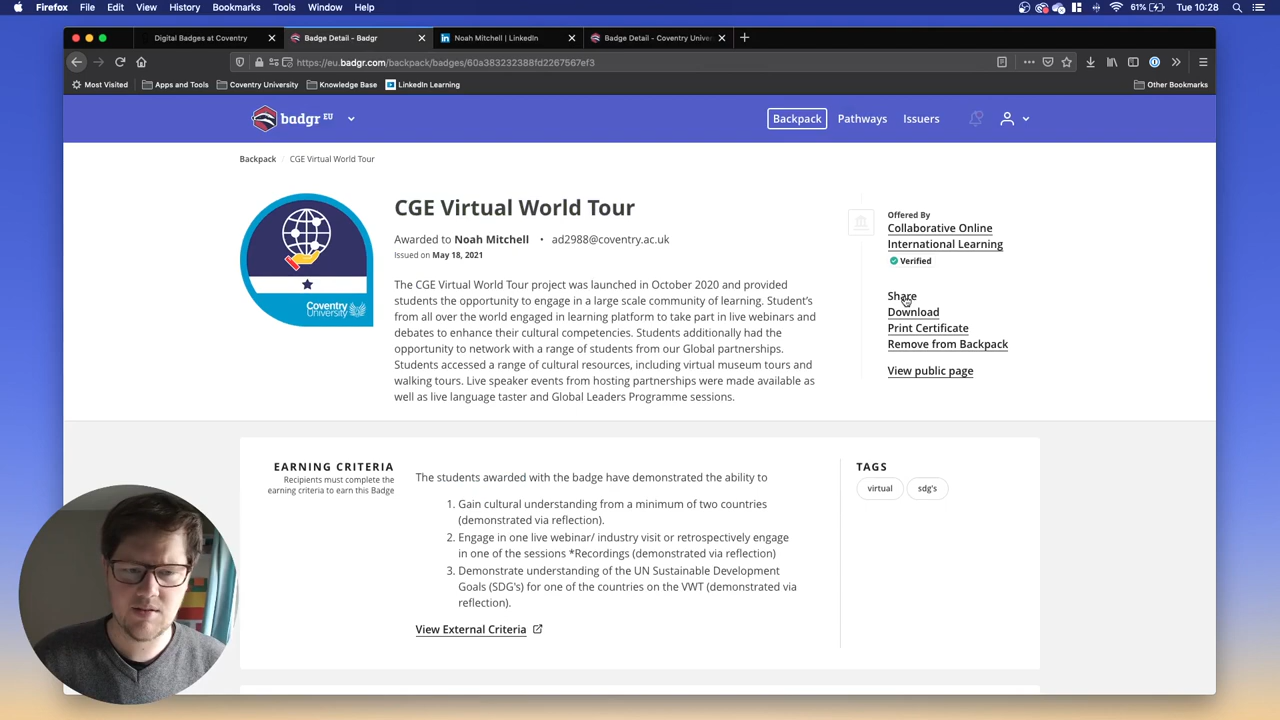 Firefox File Edit View History Bookmarks Tools Window Help 61% Tue 10:28
Digital Badges at Coventry Badge Detail - Badgr Noah Mitchell | LinkedIn Badge Detail - Coventry Unive
https://eu.badgr.com/backpack/badges/60a383232388fd2267567ef3
Most Visited Apps and Tools Coventry University Knowledge Base LinkedIn Learning Other Bookmarks
badgr EU Backpack Pathways Issuers
Backpack / CGE Virtual World Tour
CGE Virtual World Tour
Awarded to Noah Mitchell • ad2988@coventry.ac.uk
Issued on May 18, 2021
The CGE Virtual World Tour project was launched in October 2020 and provided
students the opportunity to engage in a large scale community of learning. Student's
from all over the world engaged in learning platform to take part in live webinars and
debates to enhance their cultural competencies. Students additionally had the
opportunity to network with a range of students from our Global partnerships.
Students accessed a range of cultural resources, including virtual museum tours and
walking tours. Live speaker events from hosting partnerships were made available as
well as live language taster and Global Leaders Programme sessions.
Coventry
University
Offered By
Collaborative Online
International Learning
Verified
Share
Download
Print Certificate
Remove from Backpack
View public page
EARNING CRITERIA
Recipients must complete the
earning criteria to earn this Badge
The students awarded with the badge have demonstrated the ability to
1. Gain cultural understanding from a minimum of two countries
(demonstrated via reflection).
2. Engage in one live webinar/ industry visit or retrospectively engage
in one of the sessions *Recordings (demonstrated via reflection)
3. Demonstrate understanding of the UN Sustainable Development
Goals (SDG's) for one of the countries on the VWT (demonstrated via
reflection).
View External Criteria
TAGS
virtual sdg's